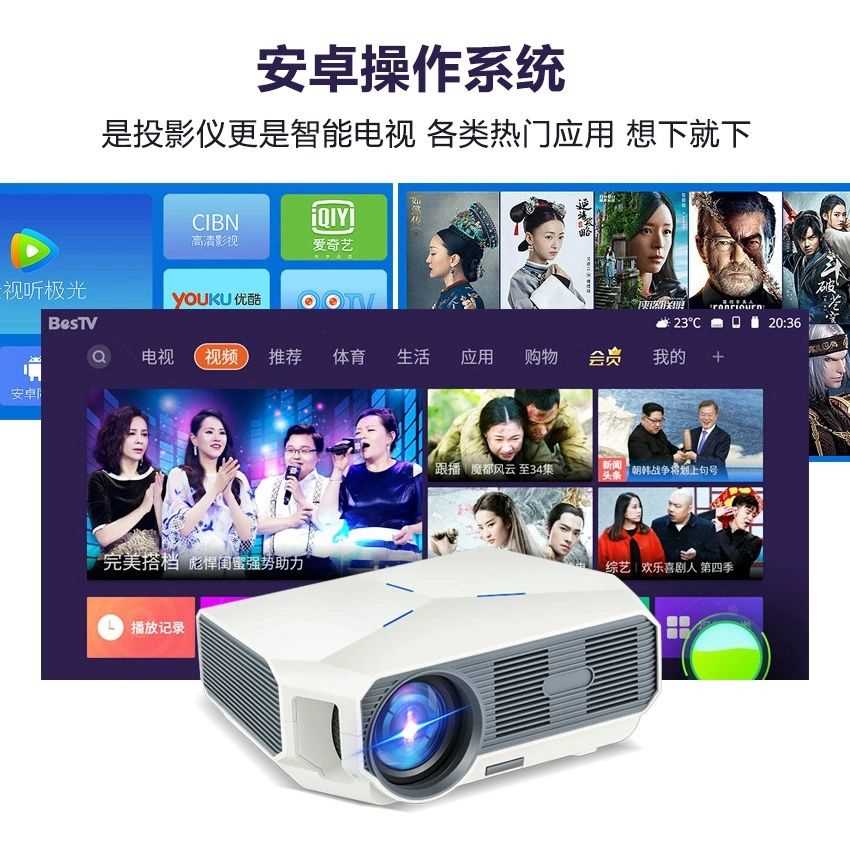 安卓操作系统
是投影仪更是智能电视 各类热门应用 想下就下
CIBN
高清影视
iQIYI
爱奇艺
视听极光
YOUKU 优酷
BesTV
23℃
20:36
电视 视频 推荐 体育 生活 应用 购物 会员 我的 +
跟播 | 魔都风云 至34集
新闻
头条
朝韩战争将划上句号
完美搭档 彪悍闺蜜强势助力
综艺 | 欢乐喜剧人 第四季
播放记录